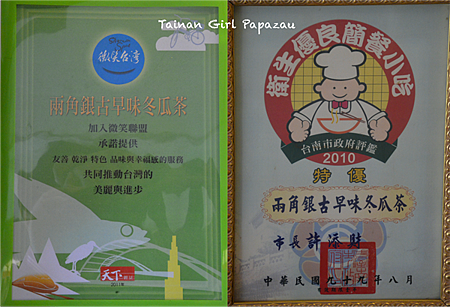 Tainan Girl Papazau
微笑台灣
兩角銀古早味冬瓜茶
加入微笑聯盟
承諾提供
友善 乾淨 特色 品味與幸福感的服務
共同推動台灣的
美麗與進步
天下
衛生優良簡餐小吃
台南市政府評鑑
2010
特優
兩角銀古早味冬瓜茶
市長 許添財
中華民國九十九年八月